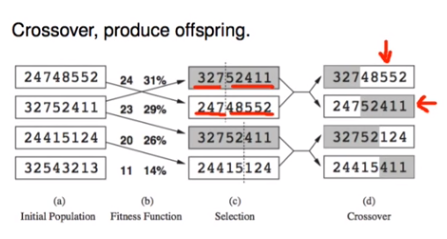 Crossover, produce offspring.
24748552 24 31% 32752411 32748552
32752411 23 29% 24748552 24752411
24415124 20 26% 32752411 32752124
32543213 11 14% 24415124 24415411
(a) (b) (c) (d)
Initial Population Fitness Function Selection Crossover